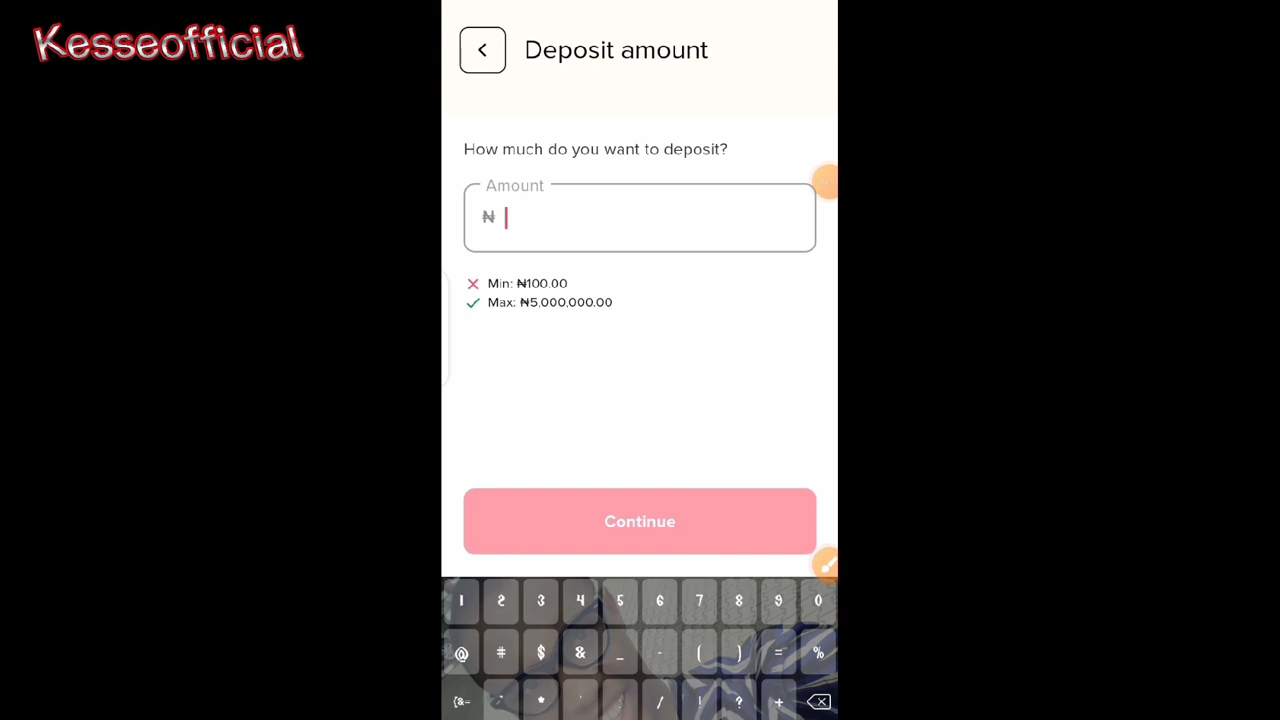 Kesseofficial
Deposit amount
How much do you want to deposit?
Amount
₦
Min: ₦100.00
Max: ₦5,000,000.00
Continue
1 2 3 4 5 6 7 8 9 0
@ # $ & _ - ( ) = %
{&= " * ' / ! ? +